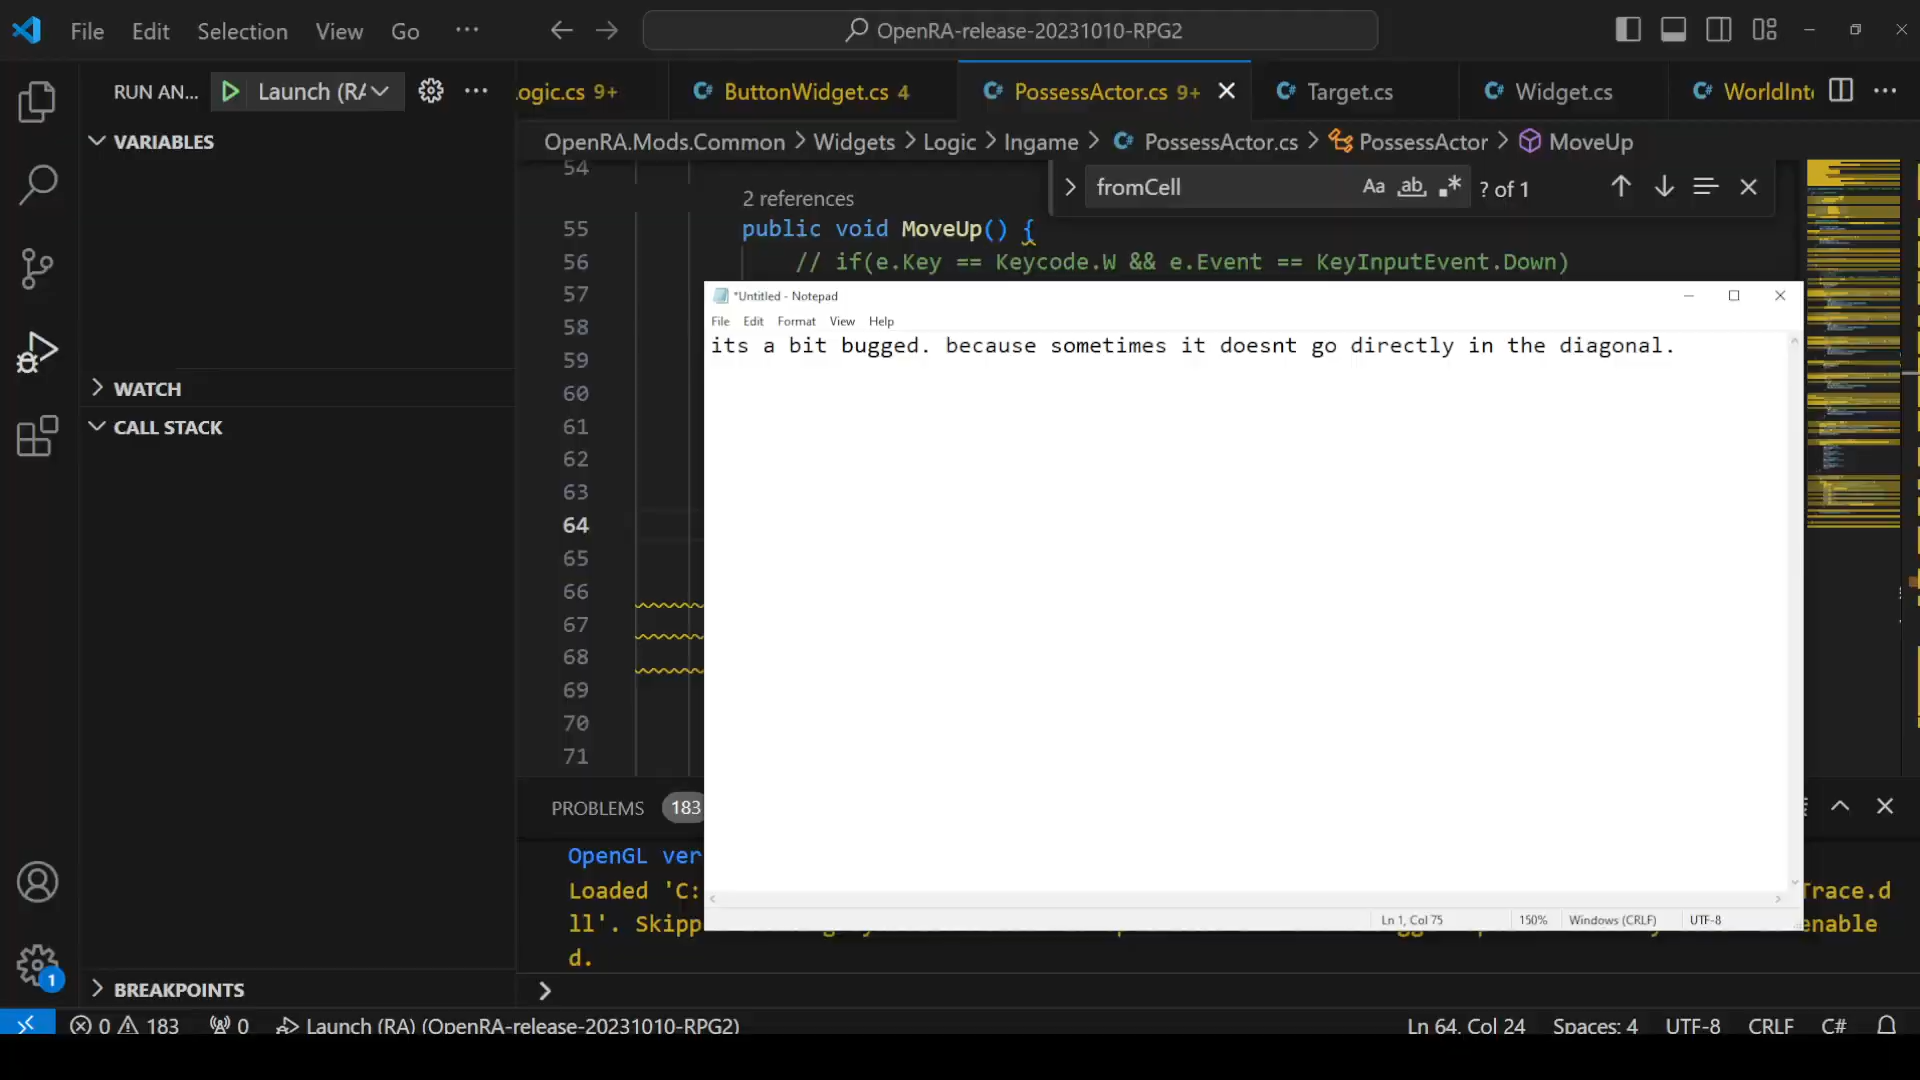 File Edit Selection View Go ··· OpenRA-release-20231010-RPG2
RUN AN... Launch (RA ···
VARIABLES
WATCH
CALL STACK
BREAKPOINTS
ogic.cs 9+ ButtonWidget.cs 4 PossessActor.cs 9+ Target.cs Widget.cs WorldInt ···
OpenRA.Mods.Common > Widgets > Logic > Ingame > PossessActor.cs > PossessActor > MoveUp
fromCell Aa ab ? of 1
54
2 references
55 public void MoveUp() {
56 // if(e.Key == Keycode.W && e.Event == KeyInputEvent.Down)
57
58
59
60
61
62
63
64
65
66
67
68
69
70
71
*Untitled - Notepad
File Edit Format View Help
its a bit bugged. because sometimes it doesnt go directly in the diagonal.
Ln 1, Col 75 150% Windows (CRLF) UTF-8
PROBLEMS 183
OpenGL ver
Loaded 'C: Trace.d
ll'. Skipp enable
d.
1
0 183 0 Launch (RA) (OpenRA-release-20231010-RPG2) Ln 64, Col 24 Spaces: 4 UTF-8 CRLF C#